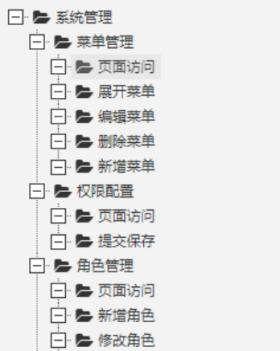 系统管理
菜单管理
页面访问
展开菜单
编辑菜单
删除菜单
新增菜单
权限配置
页面访问
提交保存
角色管理
页面访问
新增角色
修改角色